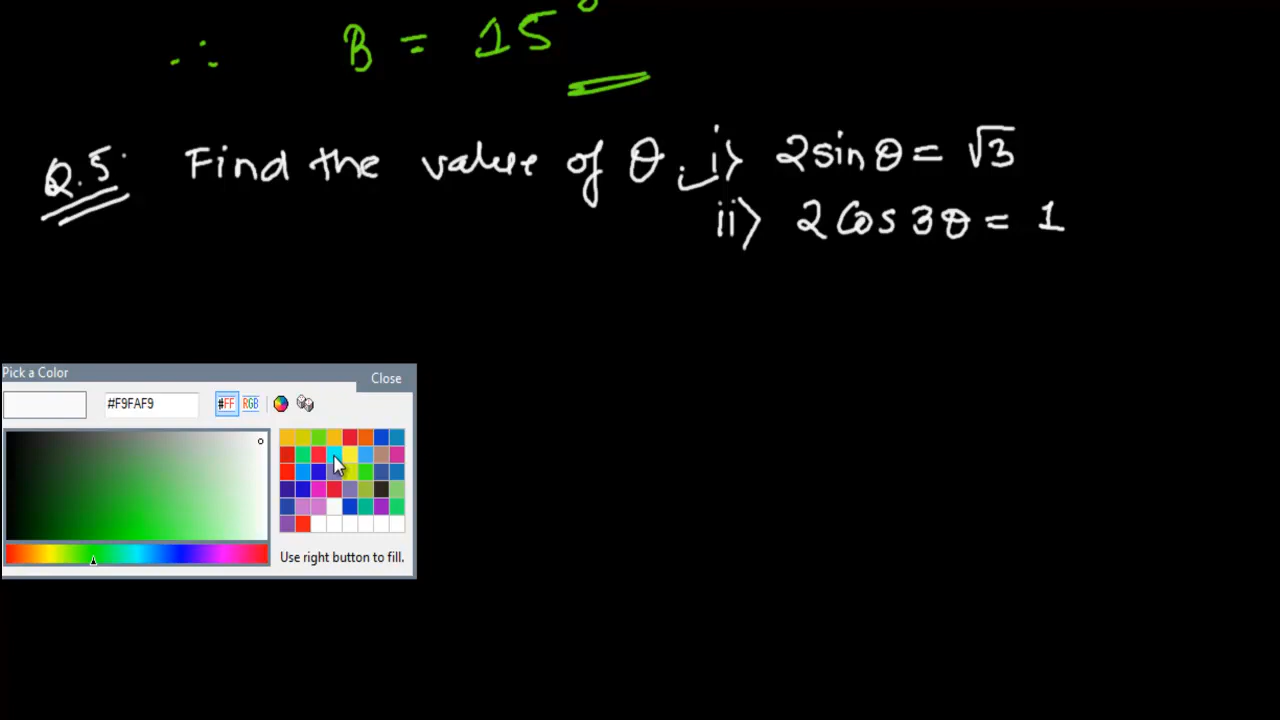 ∴ B = 15°
Q.5. Find the value of θ. i) 2sinθ = √3
ii) 2Cos3θ = 1
Pick a Color
Close
#F9FAF9
#FF RGB
Use right button to fill.